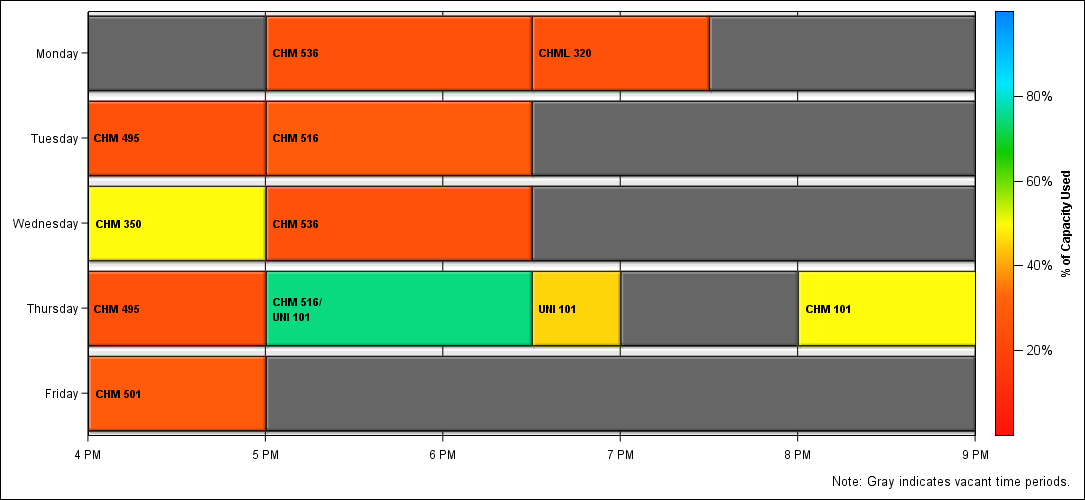 Monday
CHM 536
CHML 320
80%
Tuesday
CHM 495
CHM 516
60%
Wednesday
CHM 350
CHM 536
% of Capacity Used
40%
Thursday
CHM 495
CHM 516/
UNI 101
UNI 101
CHM 101
20%
Friday
CHM 501
4 PM 5 PM 6 PM 7 PM 8 PM 9 PM
Note: Gray indicates vacant time periods.